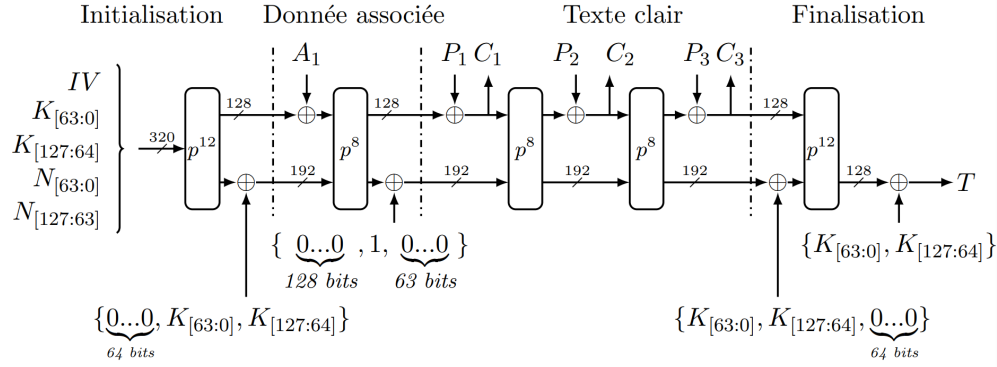 Initialisation Donnée associée Texte clair Finalisation
A₁ P₁ C₁ P₂ C₂ P₃ C₃
IV
K[63:0]
K[127:64]
N[63:0]
N[127:63]
320
p¹²
128
192
p⁸
128
192
p⁸
192
p⁸
192
128
p¹²
128
T
{ 0...0 , 1, 0...0 }
128 bits 63 bits
{K[63:0], K[127:64]}
{0...0, K[63:0], K[127:64]}
64 bits
{K[63:0], K[127:64], 0...0}
64 bits